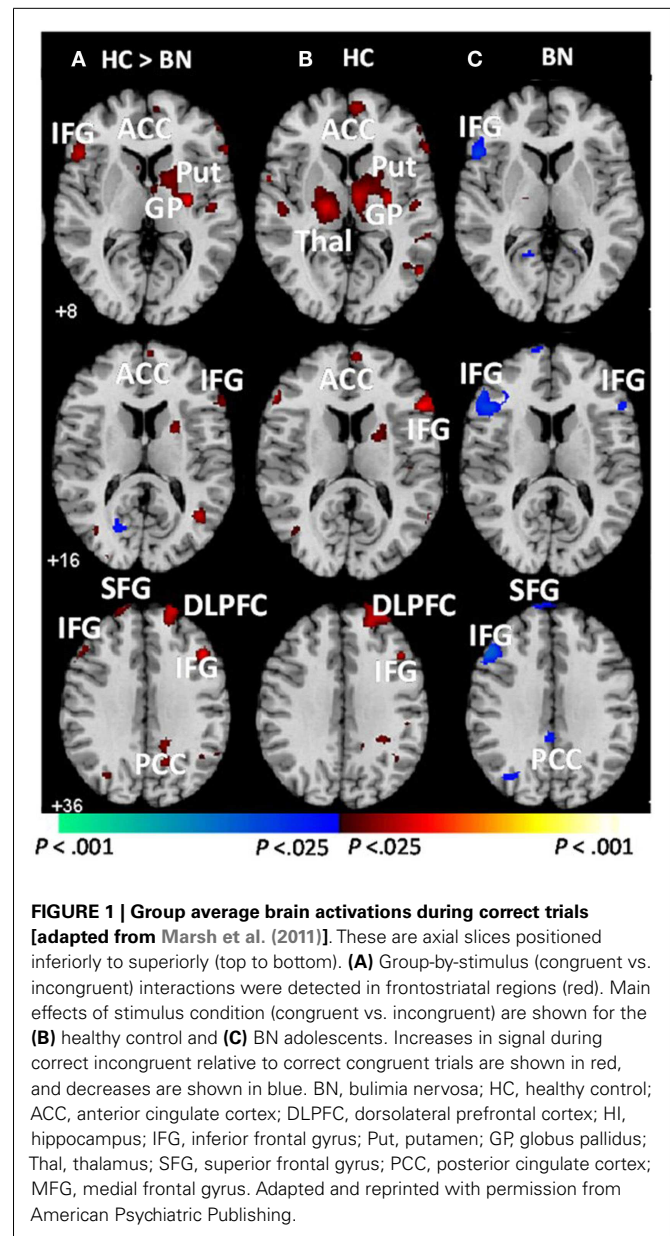 A HC > BN B HC C BN
IFG ACC ACC IFG
Put Put
GP GP
Thal
+8
ACC IFG ACC IFG IFG IFG
+16
SFG DLPFC DLPFC SFG
IFG IFG IFG IFG
PCC PCC
+36
P < .001 P <.025 P <.025 P < .001
FIGURE 1 | Group average brain activations during correct trials
[adapted from Marsh et al. (2011)]. These are axial slices positioned
inferiorly to superiorly (top to bottom). (A) Group-by-stimulus (congruent vs.
incongruent) interactions were detected in frontostriatal regions (red). Main
effects of stimulus condition (congruent vs. incongruent) are shown for the
(B) healthy control and (C) BN adolescents. Increases in signal during
correct incongruent relative to correct congruent trials are shown in red,
and decreases are shown in blue. BN, bulimia nervosa; HC, healthy control;
ACC, anterior cingulate cortex; DLPFC, dorsolateral prefrontal cortex; HI,
hippocampus; IFG, inferior frontal gyrus; Put, putamen; GP, globus pallidus;
Thal, thalamus; SFG, superior frontal gyrus; PCC, posterior cingulate cortex;
MFG, medial frontal gyrus. Adapted and reprinted with permission from
American Psychiatric Publishing.